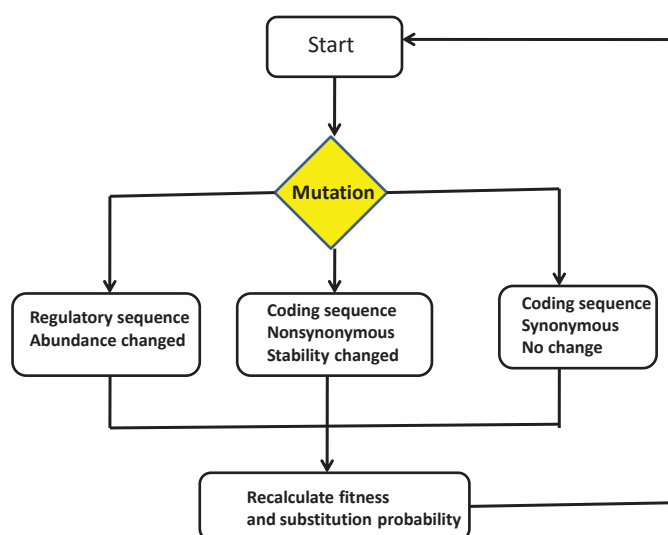 Start
Mutation
Regulatory sequence
Abundance changed
Coding sequence
Nonsynonymous
Stability changed
Coding sequence
Synonymous
No change
Recalculate fitness
and substitution probability